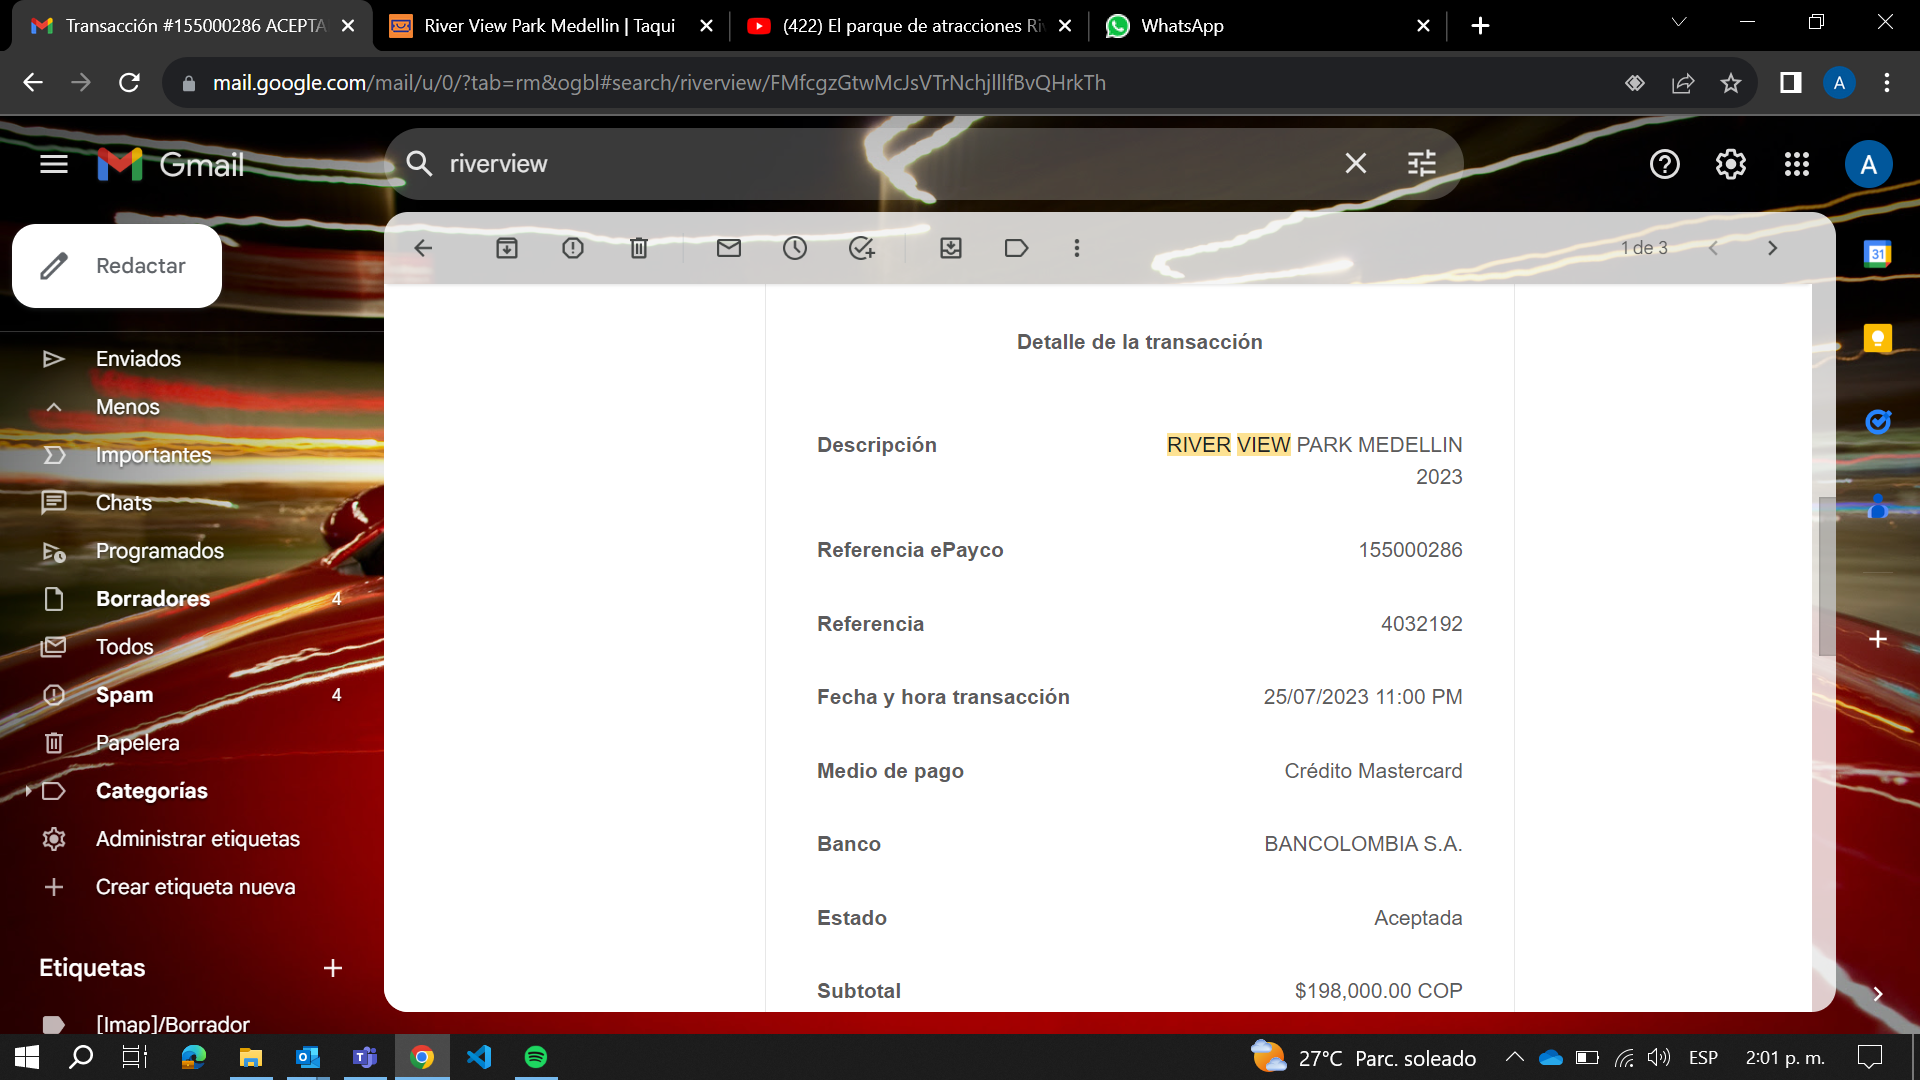 Transacción #155000286 ACEPTA
River View Park Medellin | Taqui
(422) El parque de atracciones Ri
WhatsApp
mail.google.com/mail/u/0/?tab=rm&ogbl#search/riverview/FMfcgzGtwMcJsVTrNchjlllfBvQHrkTh
A
Gmail
riverview
A
Redactar
1 de 3
31
Enviados
Menos
Importantes
Chats
Programados
Borradores 4
Todos
Spam 4
Papelera
Categorías
Administrar etiquetas
Crear etiqueta nueva
Etiquetas
[Imap]/Borrador
Detalle de la transacción
Descripción RIVER VIEW PARK MEDELLIN
2023
Referencia ePayco 155000286
Referencia 4032192
Fecha y hora transacción 25/07/2023 11:00 PM
Medio de pago Crédito Mastercard
Banco BANCOLOMBIA S.A.
Estado Aceptada
Subtotal $198,000.00 COP
27°C Parc. soleado
ESP
2:01 p. m.